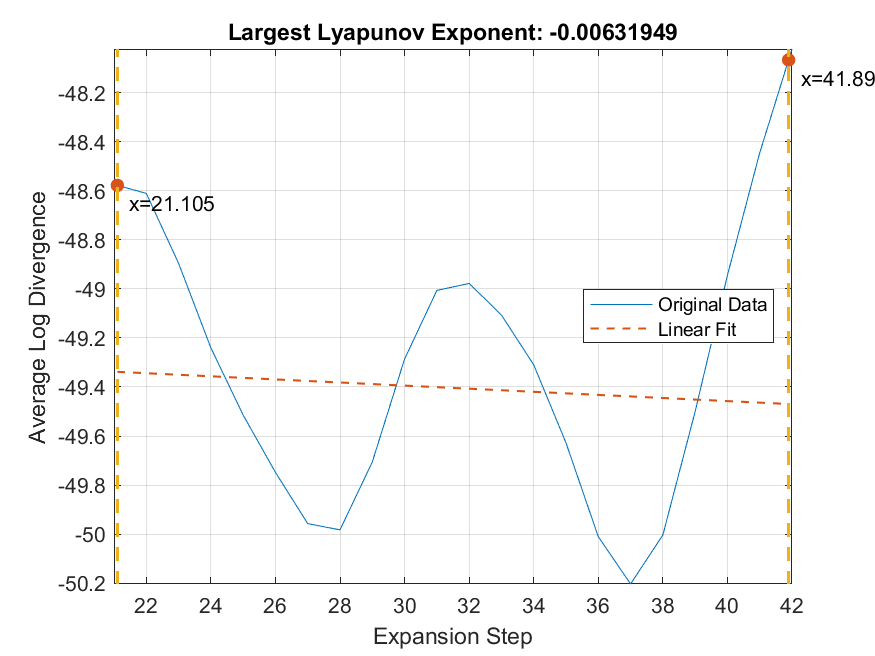 Largest Lyapunov Exponent: -0.00631949
-48.2
x=41.89
-48.4
-48.6
x=21.105
-48.8
-49
Original Data
-49.2
Linear Fit
-49.4
-49.6
-49.8
-50
-50.2
Average Log Divergence
22 24 26 28 30 32 34 36 38 40 42
Expansion Step